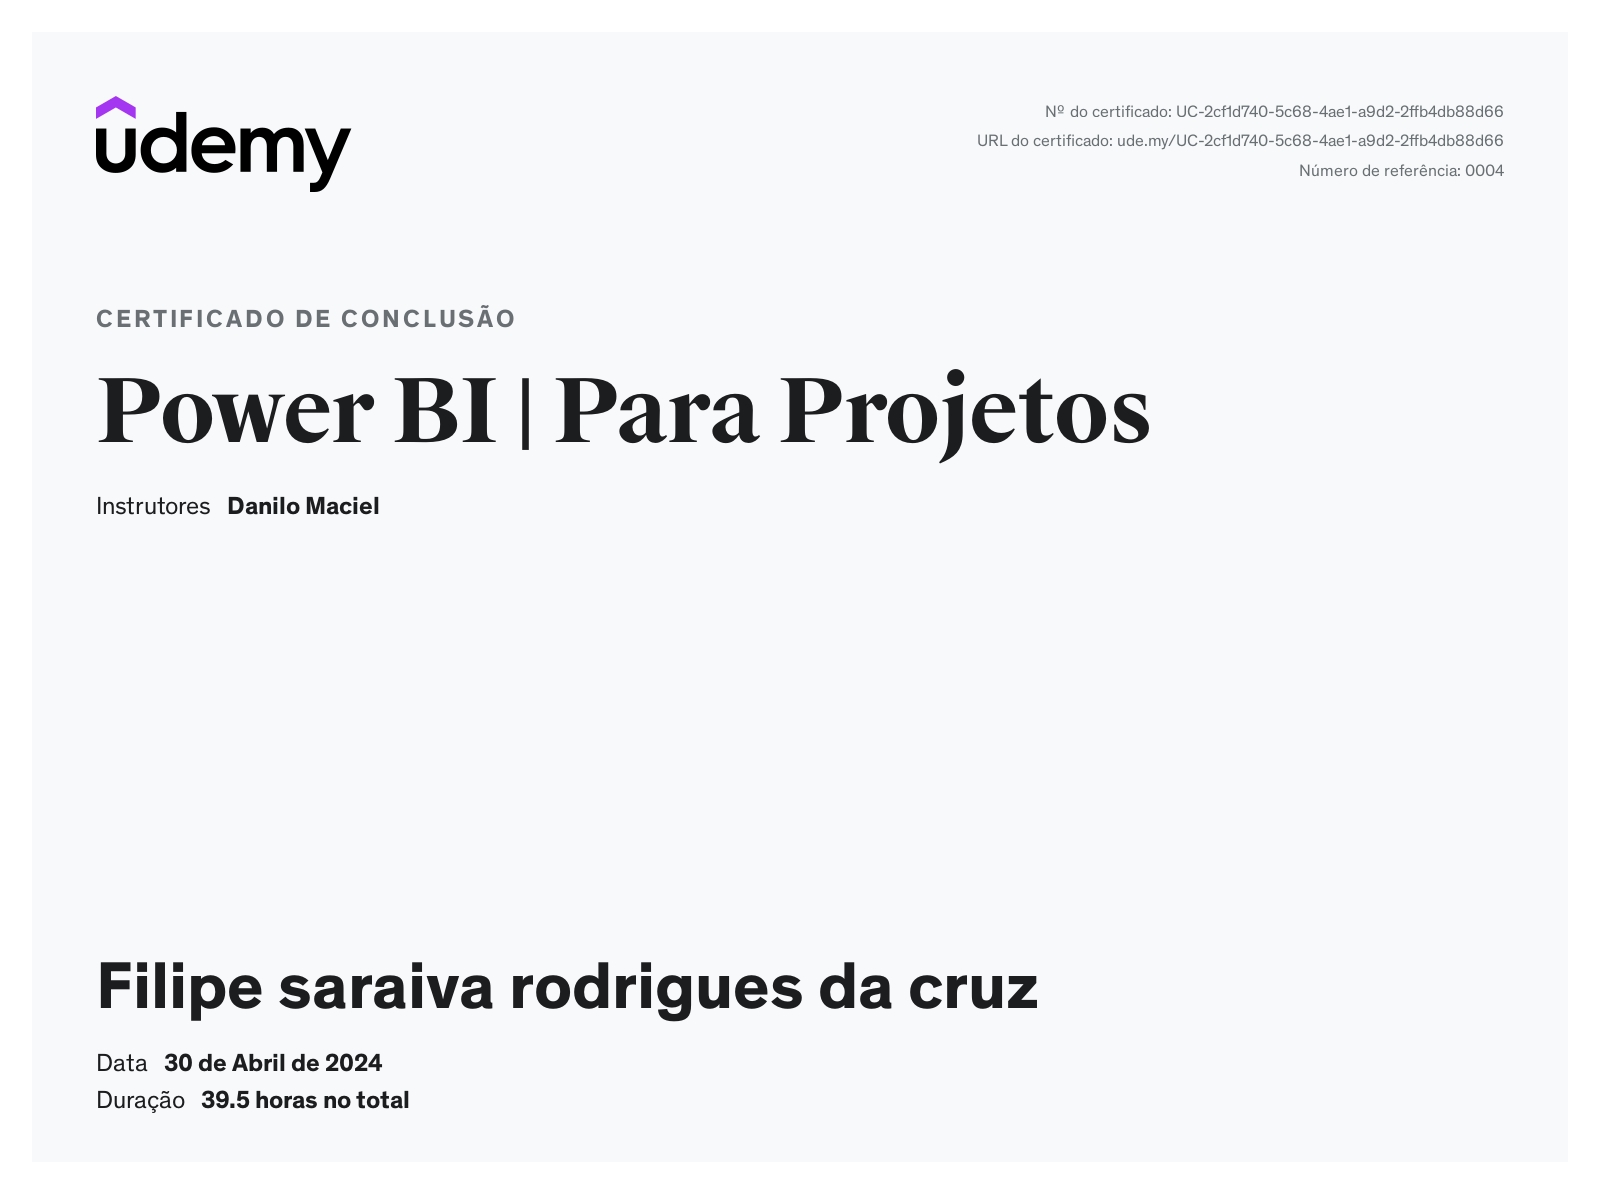 udemy
Nº do certificado: UC-2cf1d740-5c68-4ae1-a9d2-2ffb4db88d66
URL do certificado: ude.my/UC-2cf1d740-5c68-4ae1-a9d2-2ffb4db88d66
Número de referência: 0004
CERTIFICADO DE CONCLUSÃO
Power BI | Para Projetos
Instrutores Danilo Maciel
Filipe saraiva rodrigues da cruz
Data 30 de Abril de 2024
Duração 39.5 horas no total